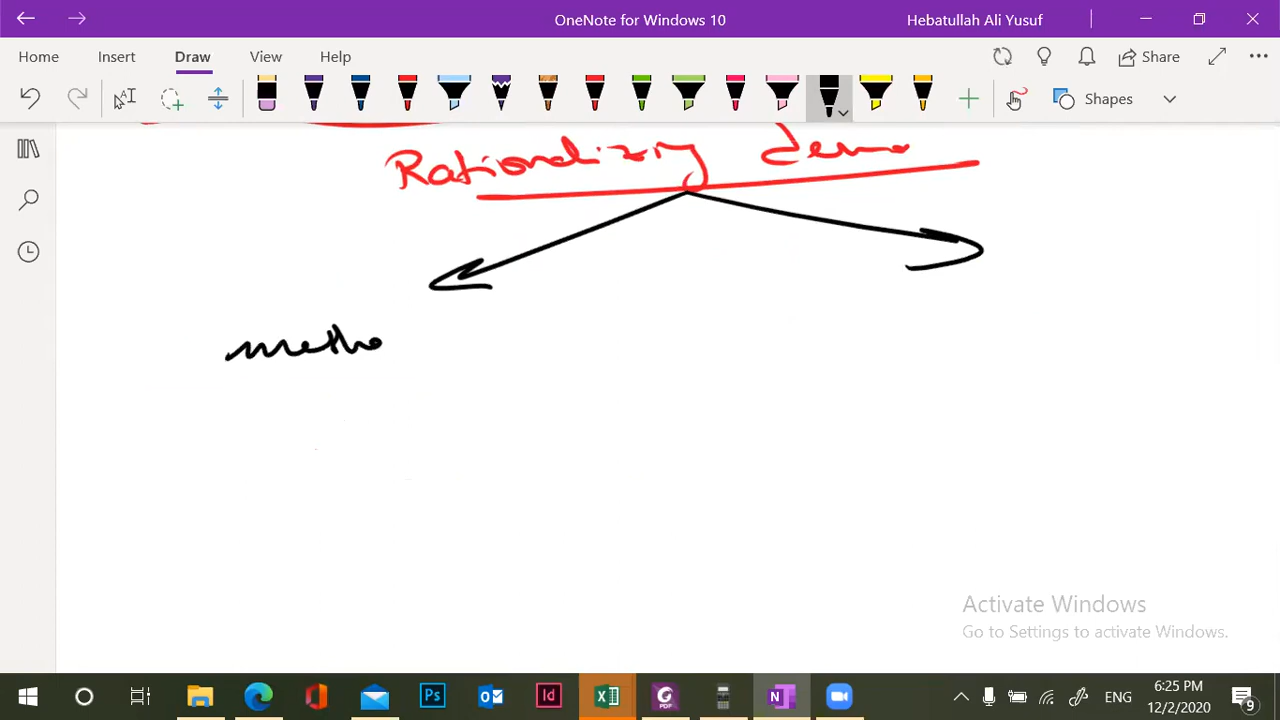 OneNote for Windows 10
Hebatullah Ali Yusuf
Home Insert Draw View Help
Share
Shapes
Rationalizing deno
metho
Activate Windows
Go to Settings to activate Windows.
ENG
6:25 PM
12/2/2020
9